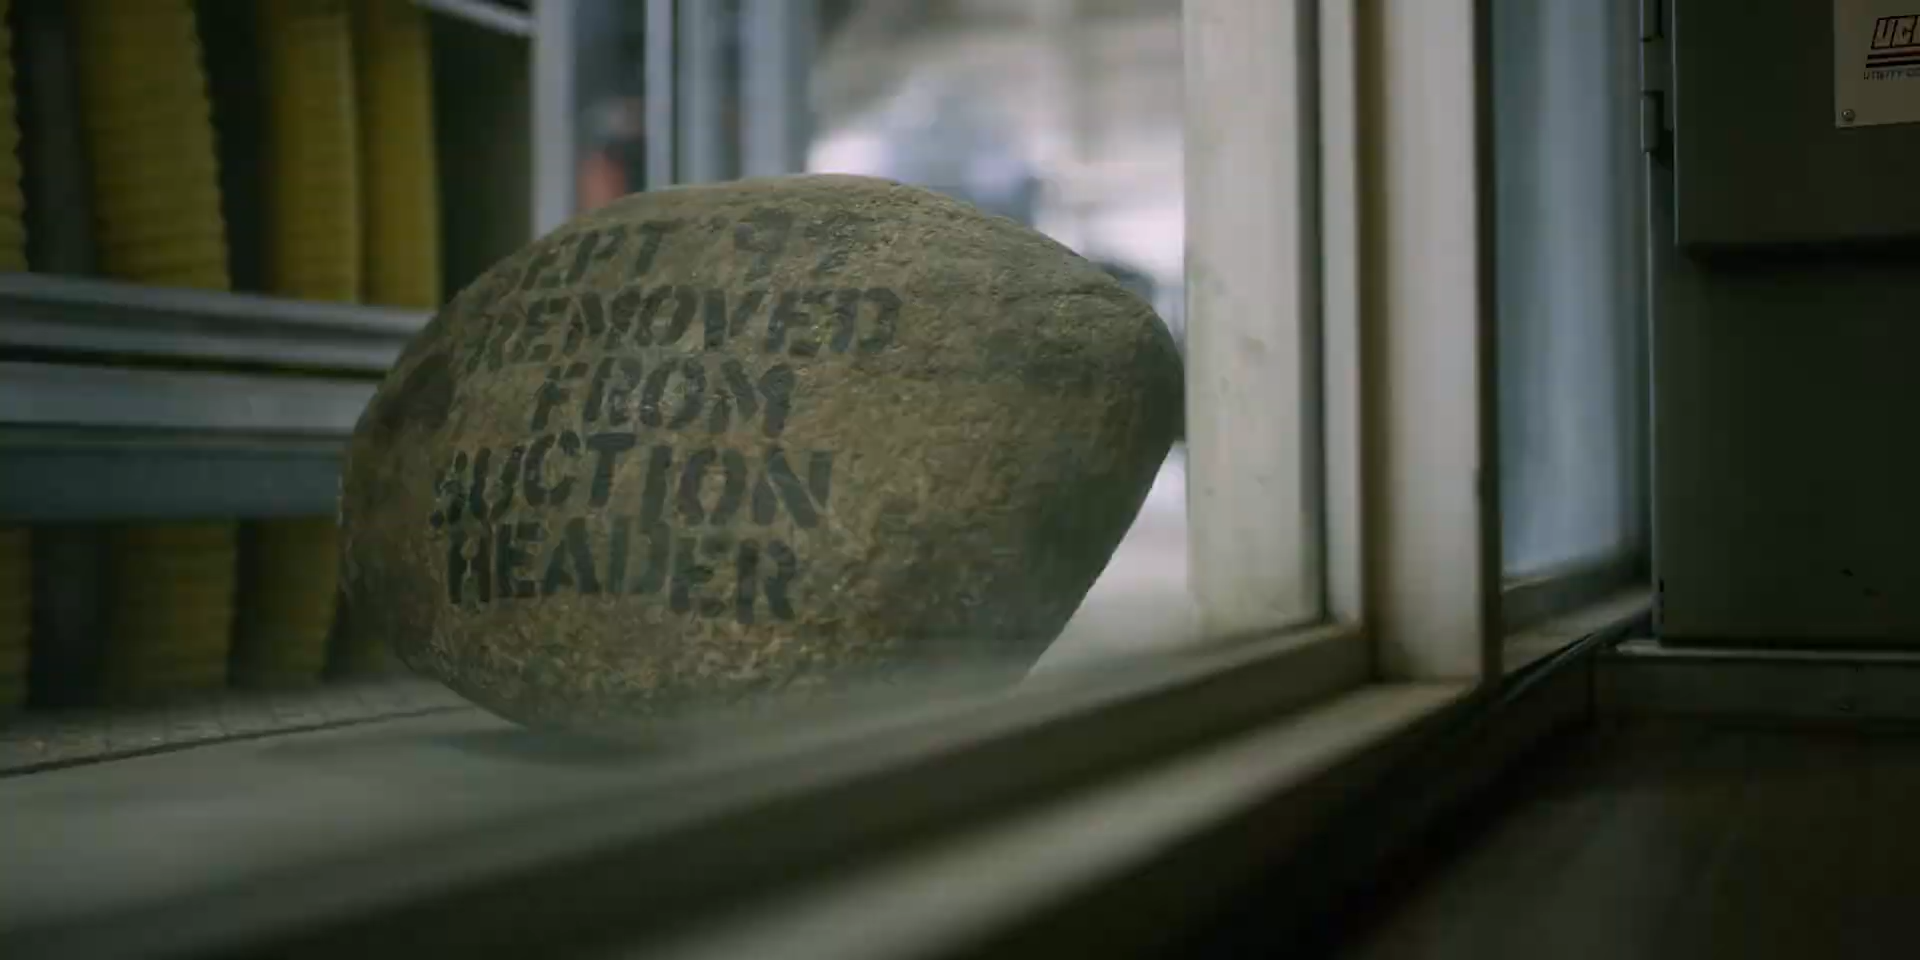 SEPT '97
REMOVED
FROM
SUCTION
HEADER